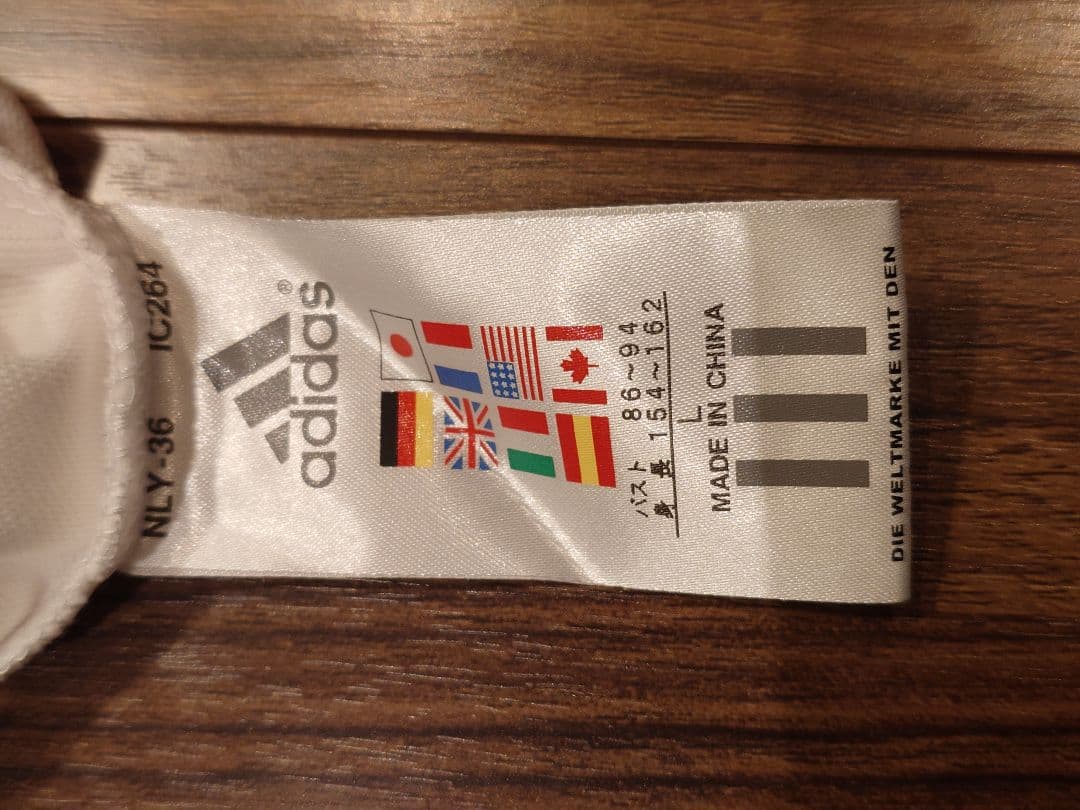 NLY-36 IC264
adidas®
バスト 86~94
身長 154~162
L
MADE IN CHINA
DIE WELTMARKE MIT DEN